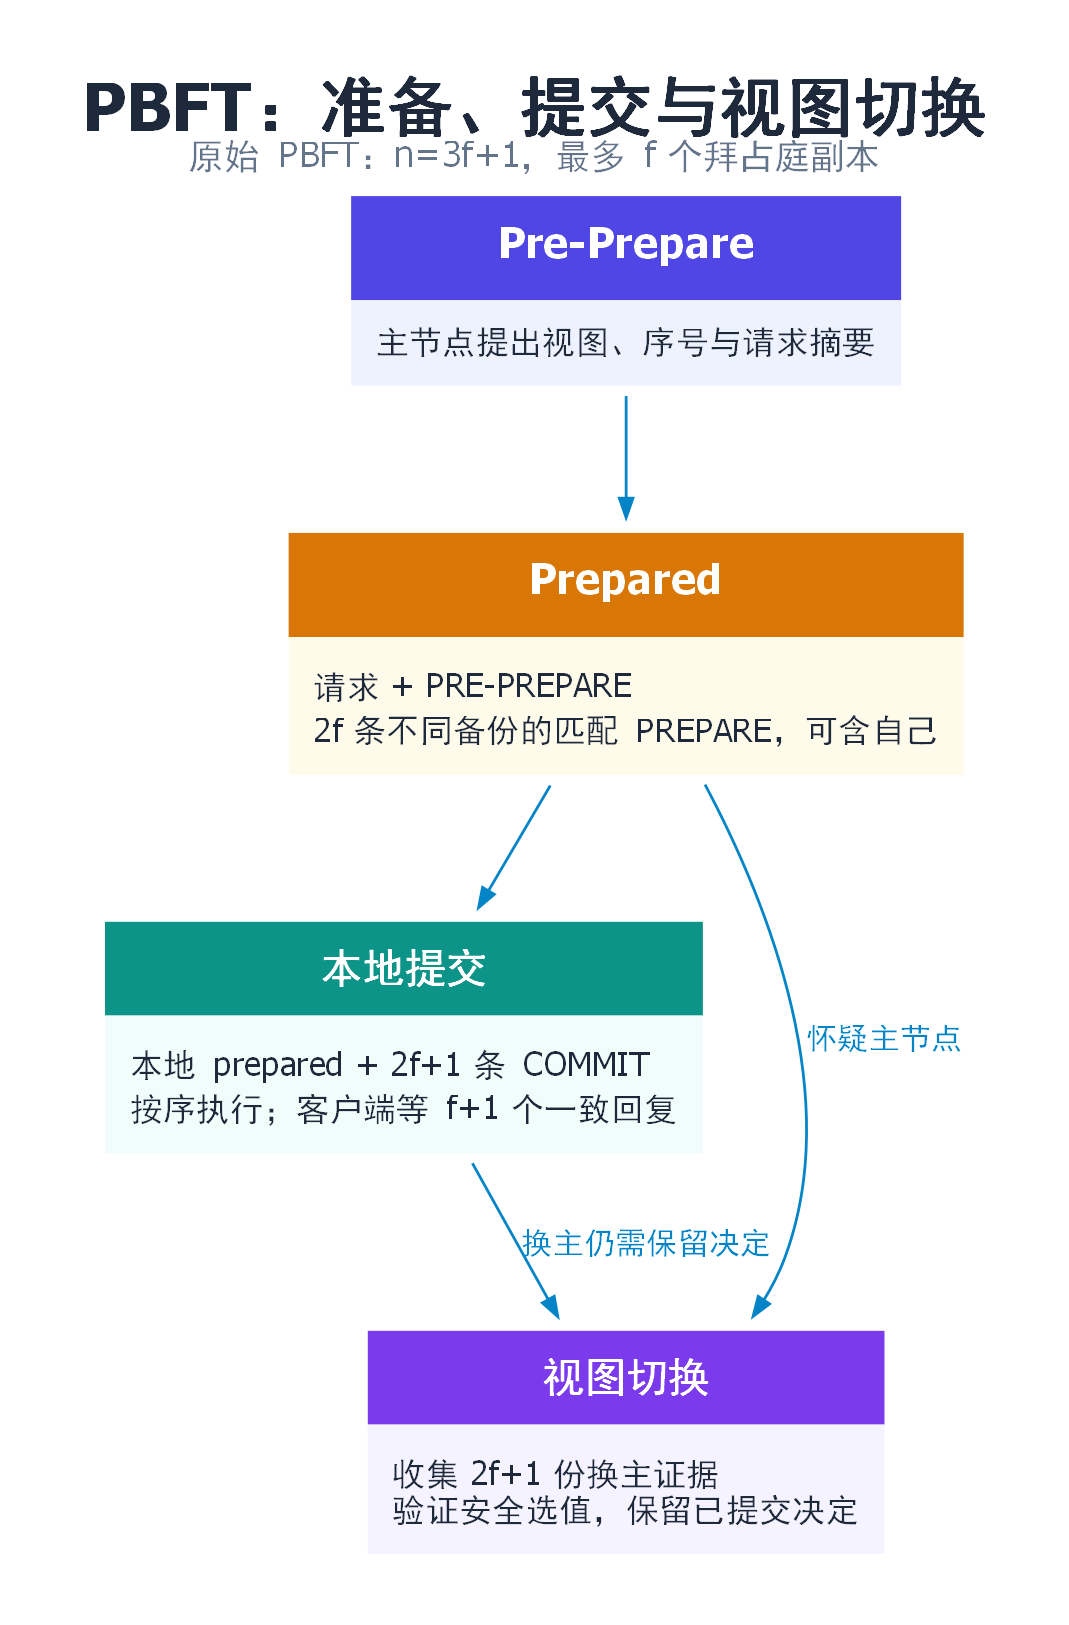 PBFT：准备、提交与视图切换
原始 PBFT：n=3f+1，最多 f 个拜占庭副本
Pre-Prepare
主节点提出视图、序号与请求摘要
Prepared
请求 + PRE-PREPARE
2f 条不同备份的匹配 PREPARE，可含自己
本地提交
本地 prepared + 2f+1 条 COMMIT
按序执行；客户端等 f+1 个一致回复
怀疑主节点
换主仍需保留决定
视图切换
收集 2f+1 份换主证据
验证安全选值，保留已提交决定